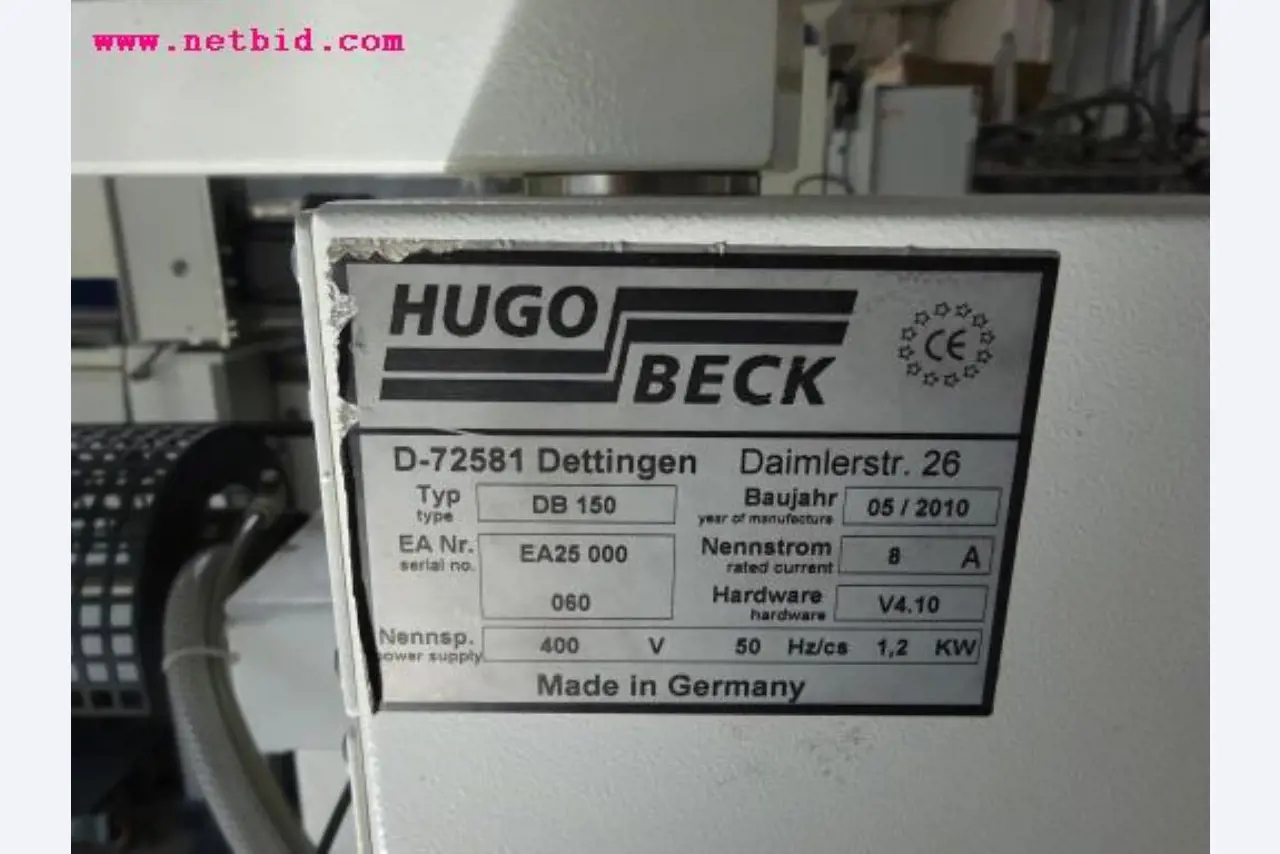 www.netbid.com
HUGO
BECK
CE
D-72581 Dettingen Daimlerstr. 26
Typ DB 150 Baujahr 05 / 2010
type year of manufacture
EA Nr. EA25 000 Nennstrom 8 A
serial no. rated current
060 Hardware V4.10
hardware
Nennsp. 400 V 50 Hz/cs 1,2 KW
power supply
Made in Germany